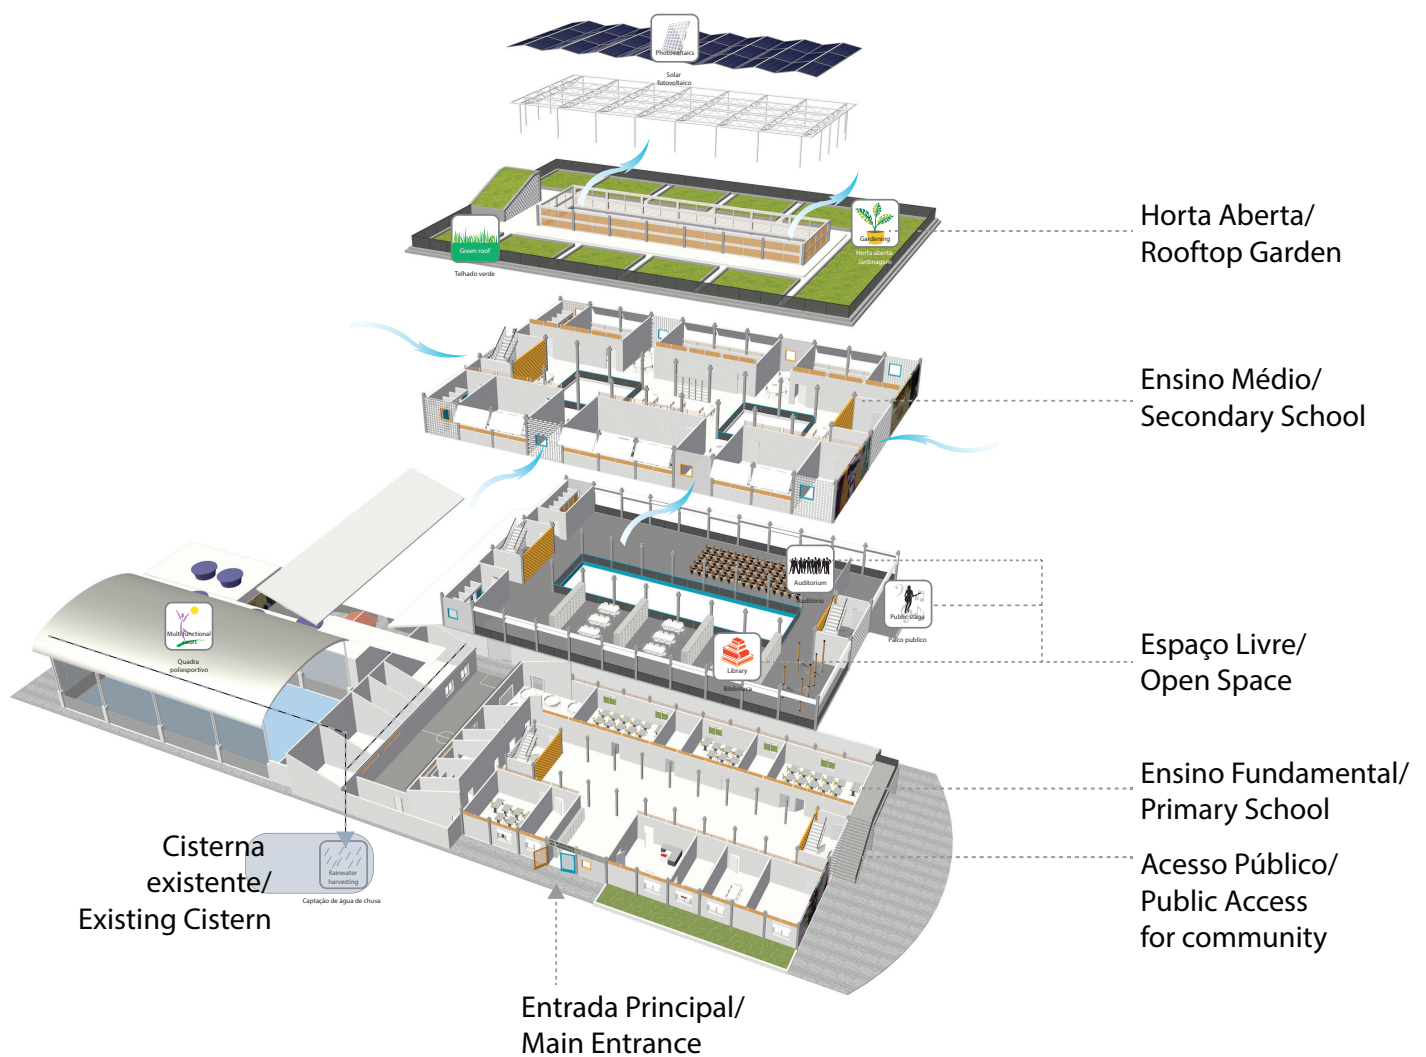 Photovoltaics
Solar
fotovoltaico
Gardening
Horta aberta
Jardinagem
Green roof
Telhado verde
Horta Aberta/
Rooftop Garden
Ensino Médio/
Secondary School
Auditorium
Auditório
Public stage
Palco publico
Library
Biblioteca
Multifunctional
court
Quadra
poliesportivo
Espaço Livre/
Open Space
Ensino Fundamental/
Primary School
Acesso Público/
Public Access
for community
Cisterna
existente/
Existing Cistern
Rainwater
harvesting
Captação de água de chuva
Entrada Principal/
Main Entrance